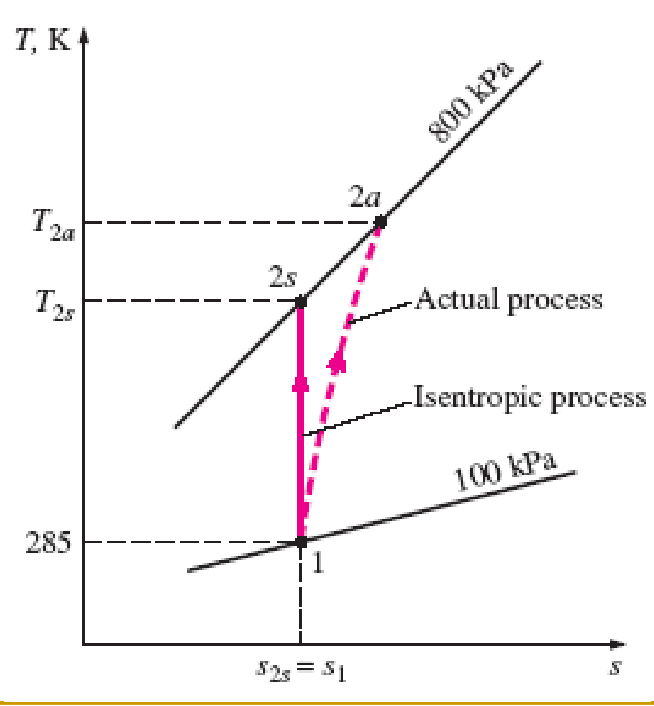 T, K
800 kPa
2a
T2a
2s
T2s
Actual process
Isentropic process
100 kPa
285
1
s2s = s1
s